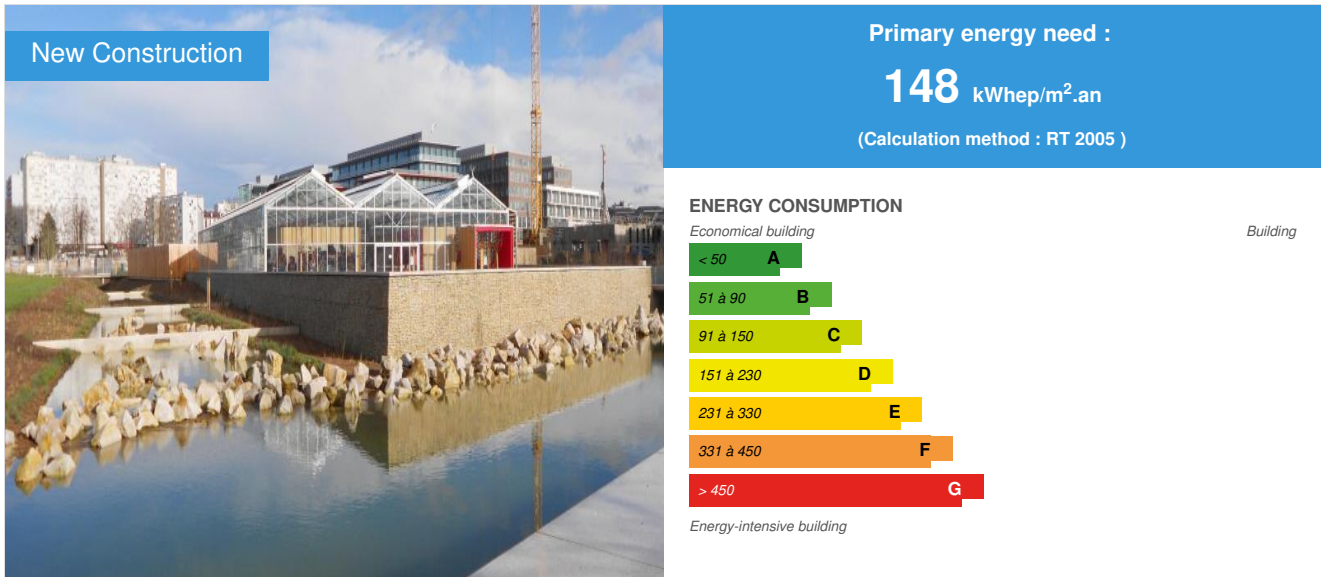 New Construction
Primary energy need :
148 kWhep/m².an
(Calculation method : RT 2005 )
ENERGY CONSUMPTION
Economical building
Building
< 50 A
51 à 90 B
91 à 150 C
151 à 230 D
231 à 330 E
331 à 450 F
> 450 G
Energy-intensive building